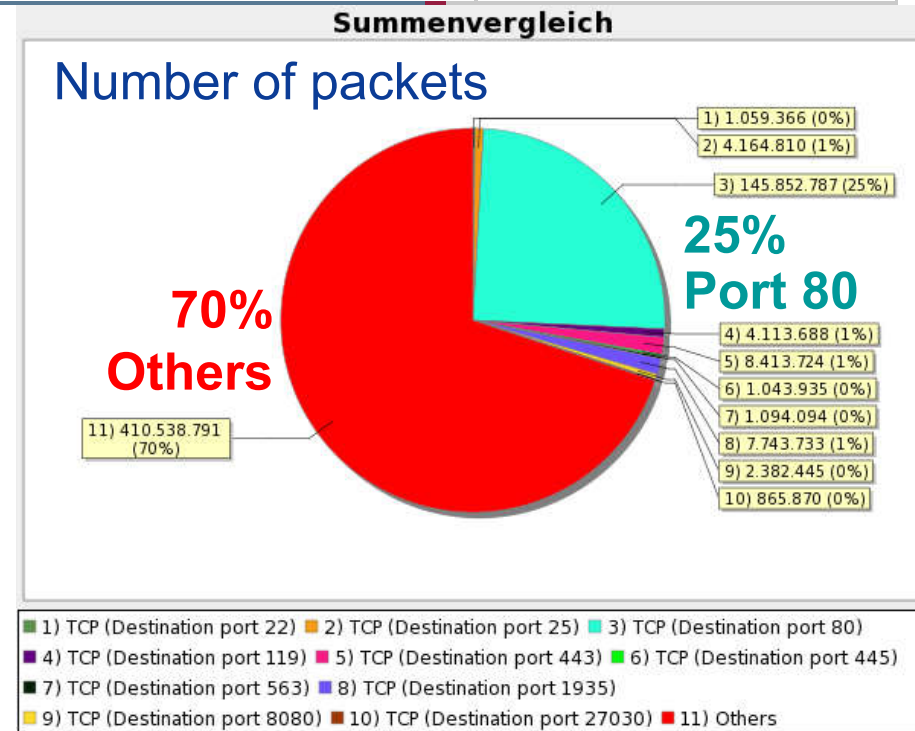 Summenvergleich
Number of packets
1) 1.059.366 (0%)
2) 4.164.810 (1%)
3) 145.852.787 (25%)
25%
Port 80
70%
Others
4) 4.113.688 (1%)
5) 8.413.724 (1%)
6) 1.043.935 (0%)
7) 1.094.094 (0%)
8) 7.743.733 (1%)
9) 2.382.445 (0%)
10) 865.870 (0%)
11) 410.538.791
(70%)
1) TCP (Destination port 22) 2) TCP (Destination port 25) 3) TCP (Destination port 80)
4) TCP (Destination port 119) 5) TCP (Destination port 443) 6) TCP (Destination port 445)
7) TCP (Destination port 563) 8) TCP (Destination port 1935)
9) TCP (Destination port 8080) 10) TCP (Destination port 27030) 11) Others